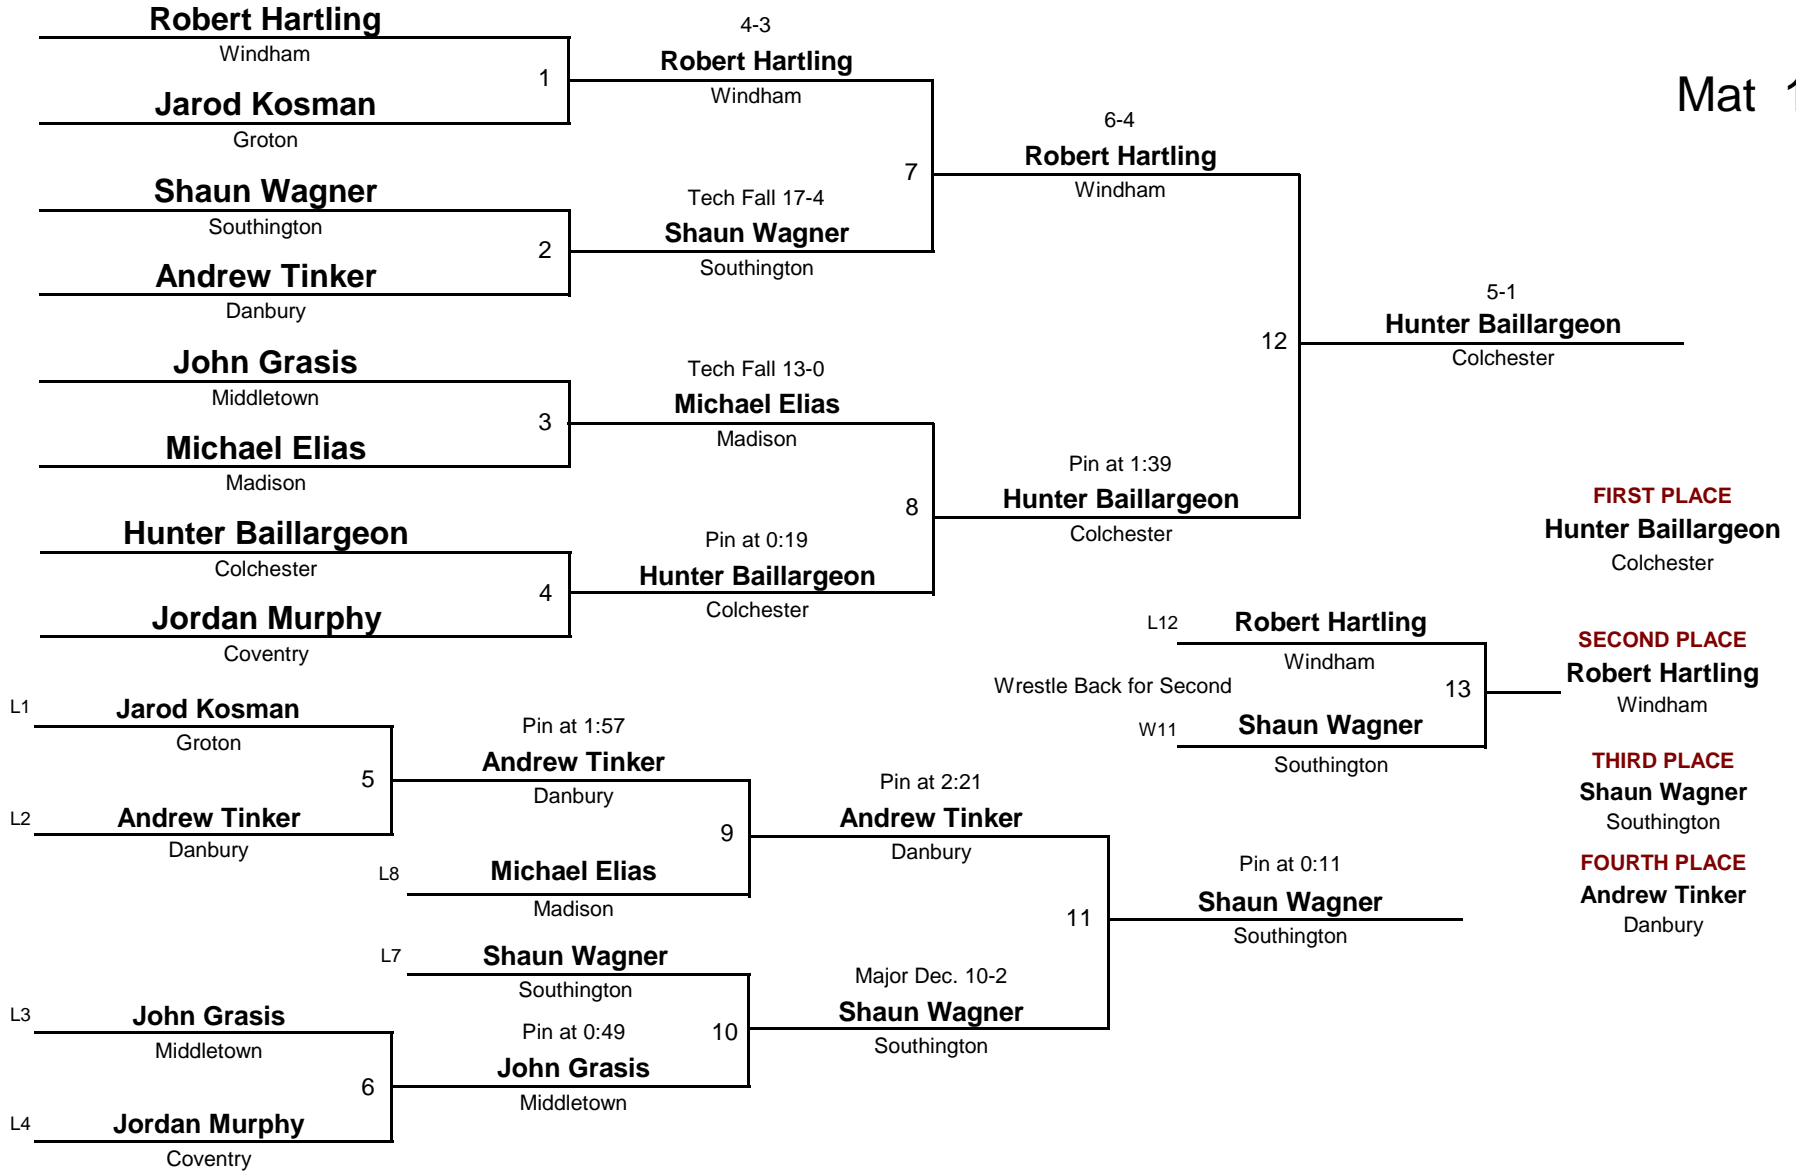 Robert Hartling
Windham
1
Jarod Kosman
Groton
4-3
Robert Hartling
Windham
Mat 1
Shaun Wagner
Southington
2
Andrew Tinker
Danbury
Tech Fall 17-4
Shaun Wagner
Southington
7
6-4
Robert Hartling
Windham
John Grasis
Middletown
3
Michael Elias
Madison
Tech Fall 13-0
Michael Elias
Madison
Hunter Baillargeon
Colchester
4
Jordan Murphy
Coventry
Pin at 0:19
Hunter Baillargeon
Colchester
8
Pin at 1:39
Hunter Baillargeon
Colchester
12
5-1
Hunter Baillargeon
Colchester
FIRST PLACE
Hunter Baillargeon
Colchester
L12
Robert Hartling
Windham
Wrestle Back for Second
13
W11
Shaun Wagner
Southington
SECOND PLACE
Robert Hartling
Windham
THIRD PLACE
Shaun Wagner
Southington
FOURTH PLACE
Andrew Tinker
Danbury
L1
Jarod Kosman
Groton
5
L2
Andrew Tinker
Danbury
Pin at 1:57
Andrew Tinker
Danbury
9
L8
Michael Elias
Madison
Pin at 2:21
Andrew Tinker
Danbury
L7
Shaun Wagner
Southington
10
Pin at 0:49
John Grasis
Middletown
L3
John Grasis
Middletown
6
L4
Jordan Murphy
Coventry
Major Dec. 10-2
Shaun Wagner
Southington
11
Pin at 0:11
Shaun Wagner
Southington